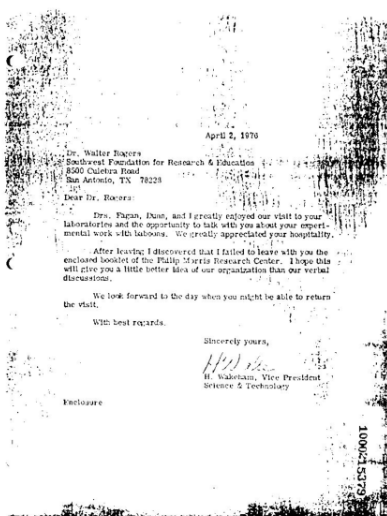 April 2, 1976
Dr. Walter Rogers
Southwest Foundation for Research & Education
8500 Culebra Road
San Antonio, TX 78228
Dear Dr. Rogers:
Drs. Fagan, Dunn, and I greatly enjoyed our visit to your
laboratories and the opportunity to talk with you about your experi-
mental work with baboons. We greatly appreciated your hospitality.
After leaving I discovered that I failed to leave with you the
enclosed booklet of the Philip Morris Research Center. I hope this
will give you a little better idea of our organization than our verbal
discussions.
We look forward to the day when you might be able to return
the visit.
With best regards,
Sincerely yours,
H. Wakeham, Vice President
Science & Technology
Enclosure